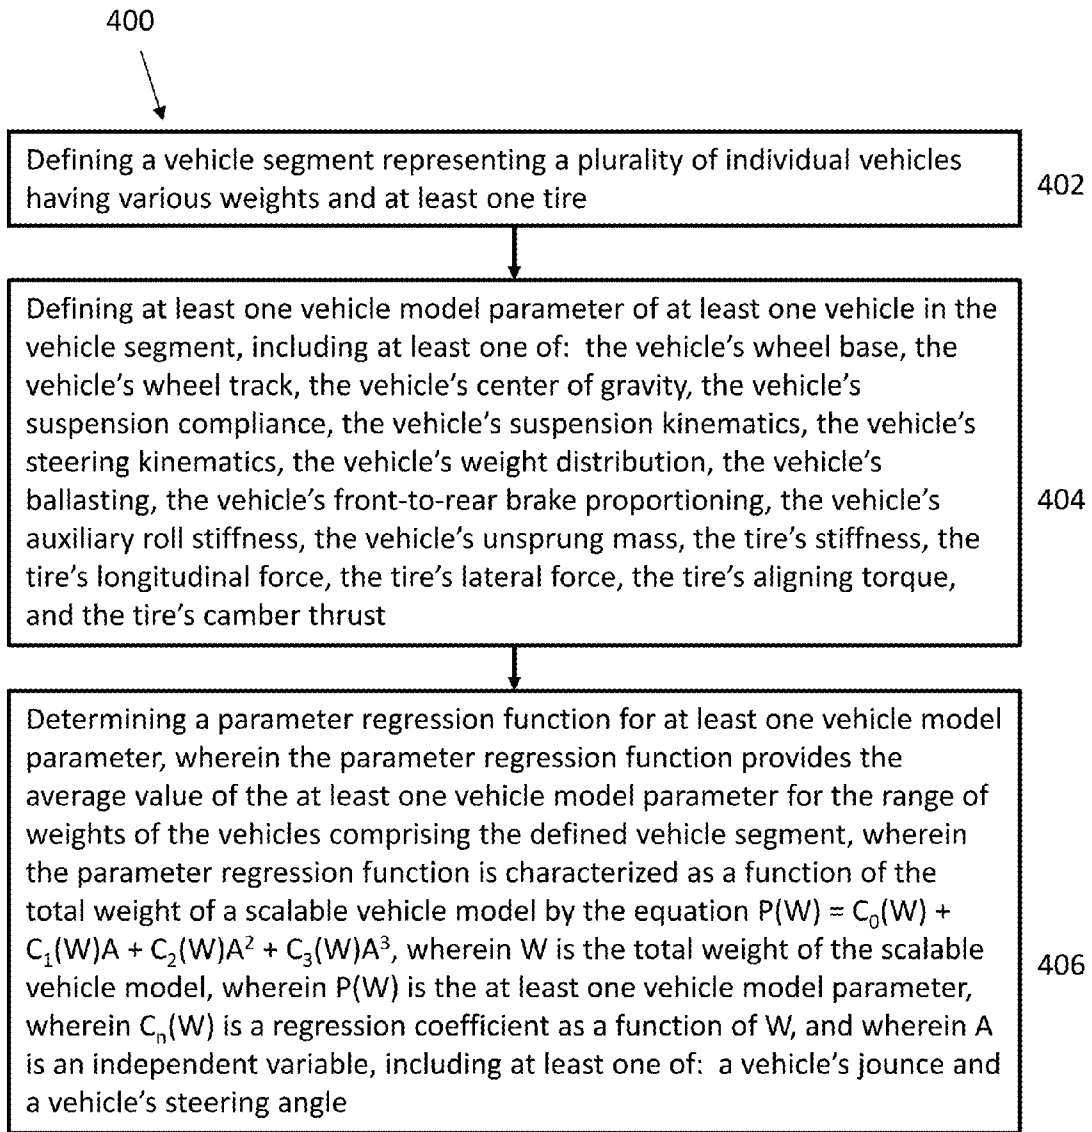 400
Defining a vehicle segment representing a plurality of individual vehicles
having various weights and at least one tire
402
Defining at least one vehicle model parameter of at least one vehicle in the
vehicle segment, including at least one of:  the vehicle's wheel base, the
vehicle's wheel track, the vehicle's center of gravity, the vehicle's
suspension compliance, the vehicle's suspension kinematics, the vehicle's
steering kinematics, the vehicle's weight distribution, the vehicle's
ballasting, the vehicle's front-to-rear brake proportioning, the vehicle's
auxiliary roll stiffness, the vehicle's unsprung mass, the tire's stiffness, the
tire's longitudinal force, the tire's lateral force, the tire's aligning torque,
and the tire's camber thrust
404
Determining a parameter regression function for at least one vehicle model
parameter, wherein the parameter regression function provides the
average value of the at least one vehicle model parameter for the range of
weights of the vehicles comprising the defined vehicle segment, wherein
the parameter regression function is characterized as a function of the
total weight of a scalable vehicle model by the equation P(W) = C₀(W) +
C₁(W)A + C₂(W)A² + C₃(W)A³, wherein W is the total weight of the scalable
vehicle model, wherein P(W) is the at least one vehicle model parameter,
wherein Cₙ(W) is a regression coefficient as a function of W, and wherein A
is an independent variable, including at least one of:  a vehicle's jounce and
a vehicle's steering angle
406